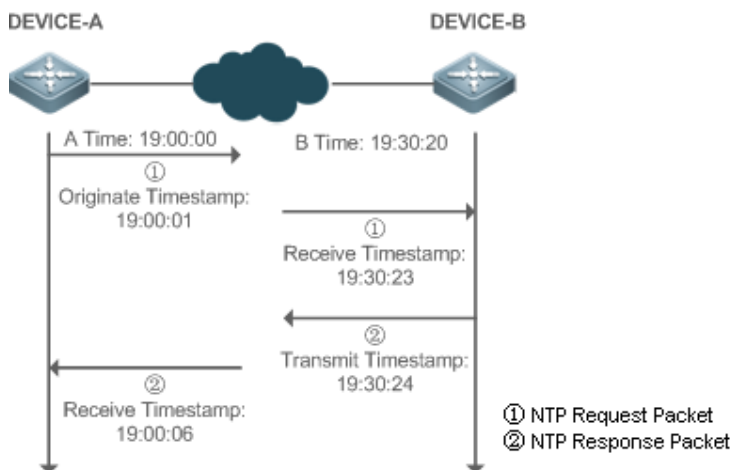 DEVICE-A
DEVICE-B
A Time: 19:00:00
B Time: 19:30:20
①
Originate Timestamp:
19:00:01
①
Receive Timestamp:
19:30:23
②
Transmit Timestamp:
19:30:24
②
Receive Timestamp:
19:00:06
① NTP Request Packet
② NTP Response Packet